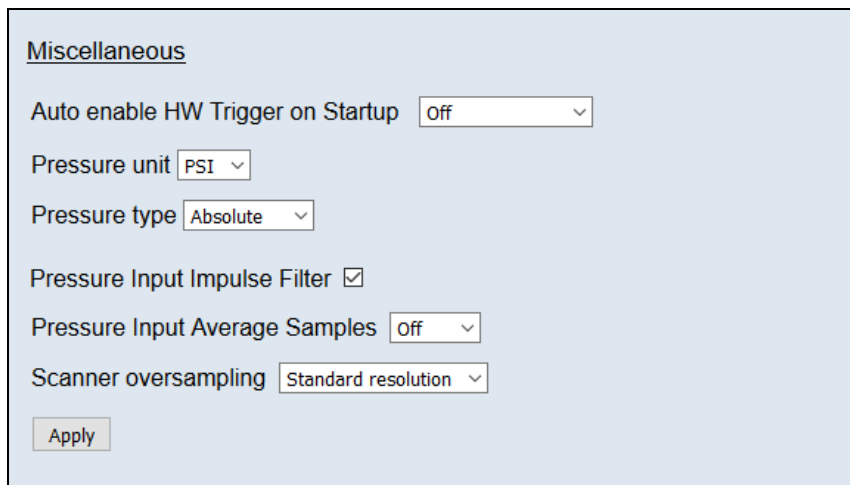 Miscellaneous
Auto enable HW Trigger on Startup Off
Pressure unit PSI
Pressure type Absolute
Pressure Input Impulse Filter
Pressure Input Average Samples Off
Scanner oversampling Standard resolution
Apply